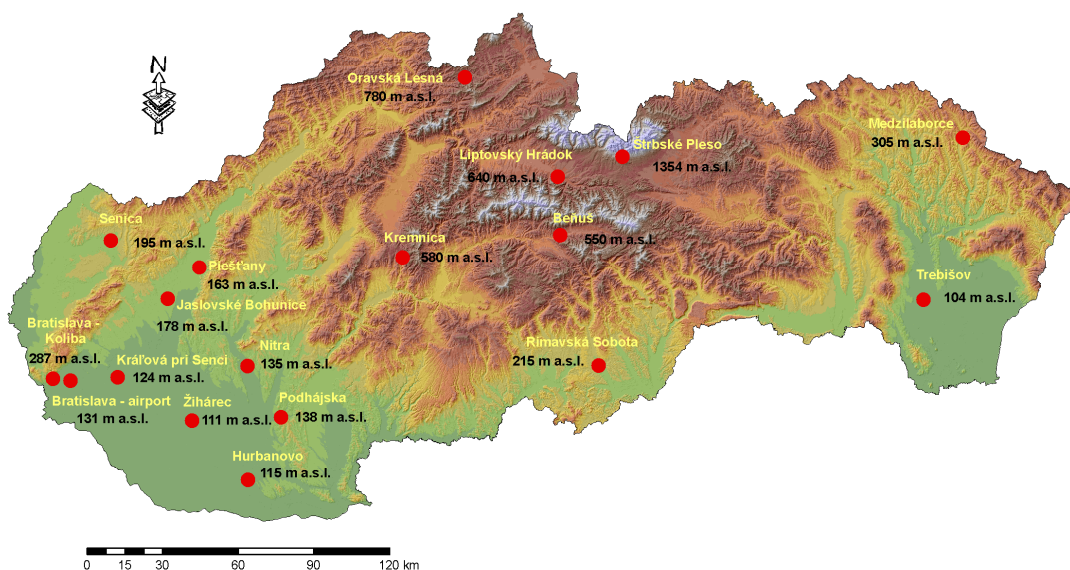 N
Oravská Lesná
780 m a.s.l.
Medzilaborce
305 m a.s.l.
Štrbské Pleso
1354 m a.s.l.
Liptovský Hrádok
640 m a.s.l.
Senica
195 m a.s.l.
Beňuš
550 m a.s.l.
Kremnica
580 m a.s.l.
Piešťany
163 m a.s.l.
Jaslovské Bohunice
178 m a.s.l.
Trebišov
104 m a.s.l.
Bratislava -
Koliba
287 m a.s.l.
Nitra
135 m a.s.l.
Rimavská Sobota
215 m a.s.l.
Kráľová pri Senci
124 m a.s.l.
Bratislava - airport
131 m a.s.l.
Žihárec
111 m a.s.l.
Podhájska
138 m a.s.l.
Hurbanovo
115 m a.s.l.
0 15 30 60 90 120 km